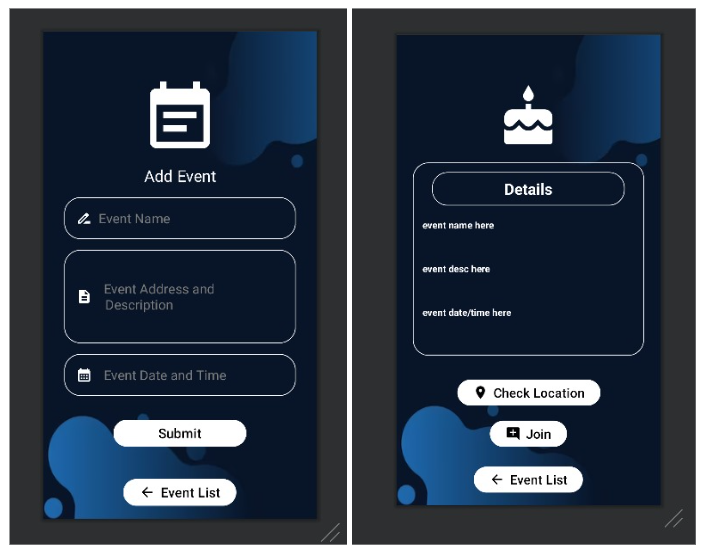 Add Event
Event Name
Event Address and
Description
Event Date and Time
Submit
Event List
Details
event name here
event desc here
event date/time here
Check Location
Join
Event List